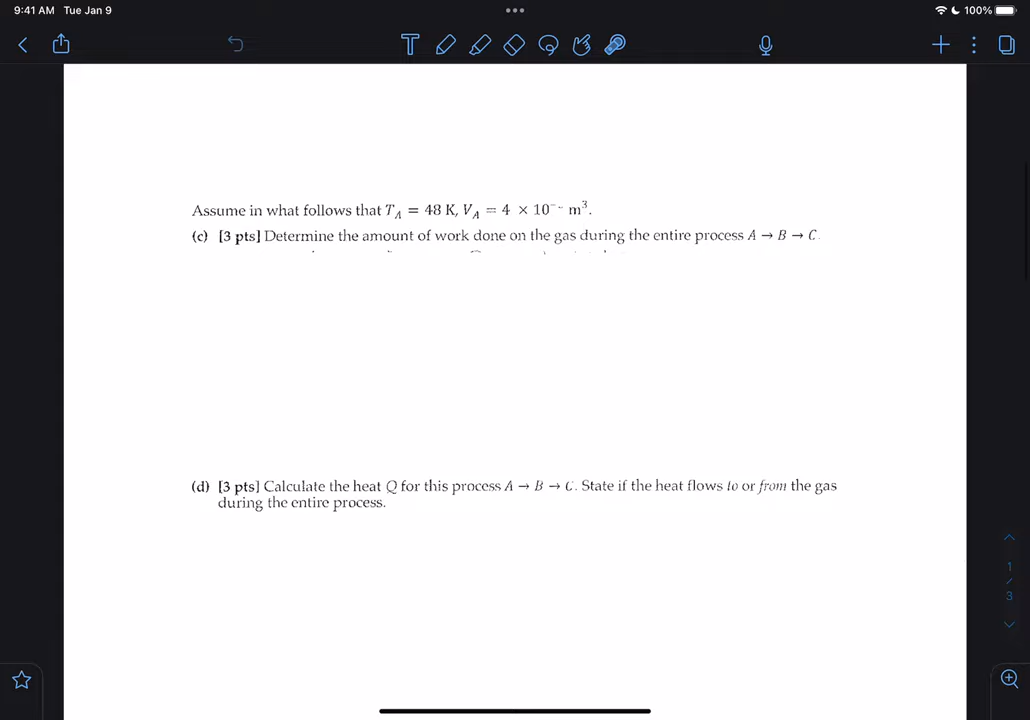 9:41 AM Tue Jan 9
100%
Assume in what follows that T_A = 48 K, V_A = 4 × 10 m³.
(c) [3 pts] Determine the amount of work done on the gas during the entire process A → B → C.
(d) [3 pts] Calculate the heat Q for this process A → B → C. State if the heat flows to or from the gas
during the entire process.
1
/
3